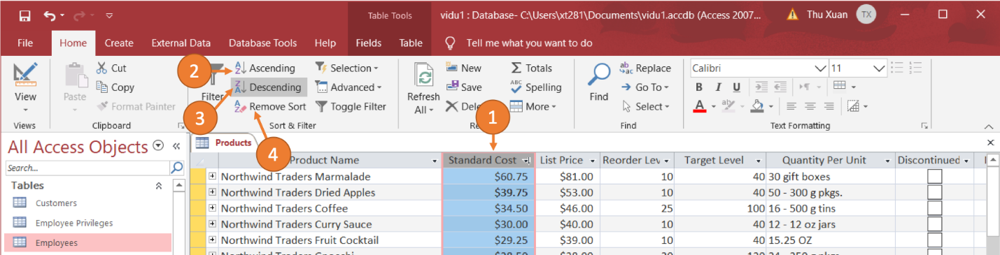 Table Tools
vidu1 : Database- C:\Users\xt281\Documents\vidu1.accdb (Access 2007...
Thu Xuan
TX
File Home Create External Data Database Tools Help Fields Table Tell me what you want to do
View
Views
Paste
Cut
Copy
Format Painter
Clipboard
Filter
2
Ascending
3
Descending
4
Remove Sort
Selection
Advanced
Toggle Filter
Sort & Filter
Refresh
All
New
Save
Totals
Spelling
More
1
Find
Replace
Go To
Select
Find
Calibri
11
B I U
Text Formatting
All Access Objects
Search...
Tables
Customers
Employee Privileges
Employees
Products
Product Name Standard Cost List Price Reorder Lev Target Level Quantity Per Unit Discontinued
Northwind Traders Marmalade $60.75 $81.00 10 40 30 gift boxes
Northwind Traders Dried Apples $39.75 $53.00 10 40 50 - 300 g pkgs.
Northwind Traders Coffee $34.50 $46.00 25 100 16 - 500 g tins
Northwind Traders Curry Sauce $30.00 $40.00 10 40 12 - 12 oz jars
Northwind Traders Fruit Cocktail $29.25 $39.00 10 40 15.25 OZ